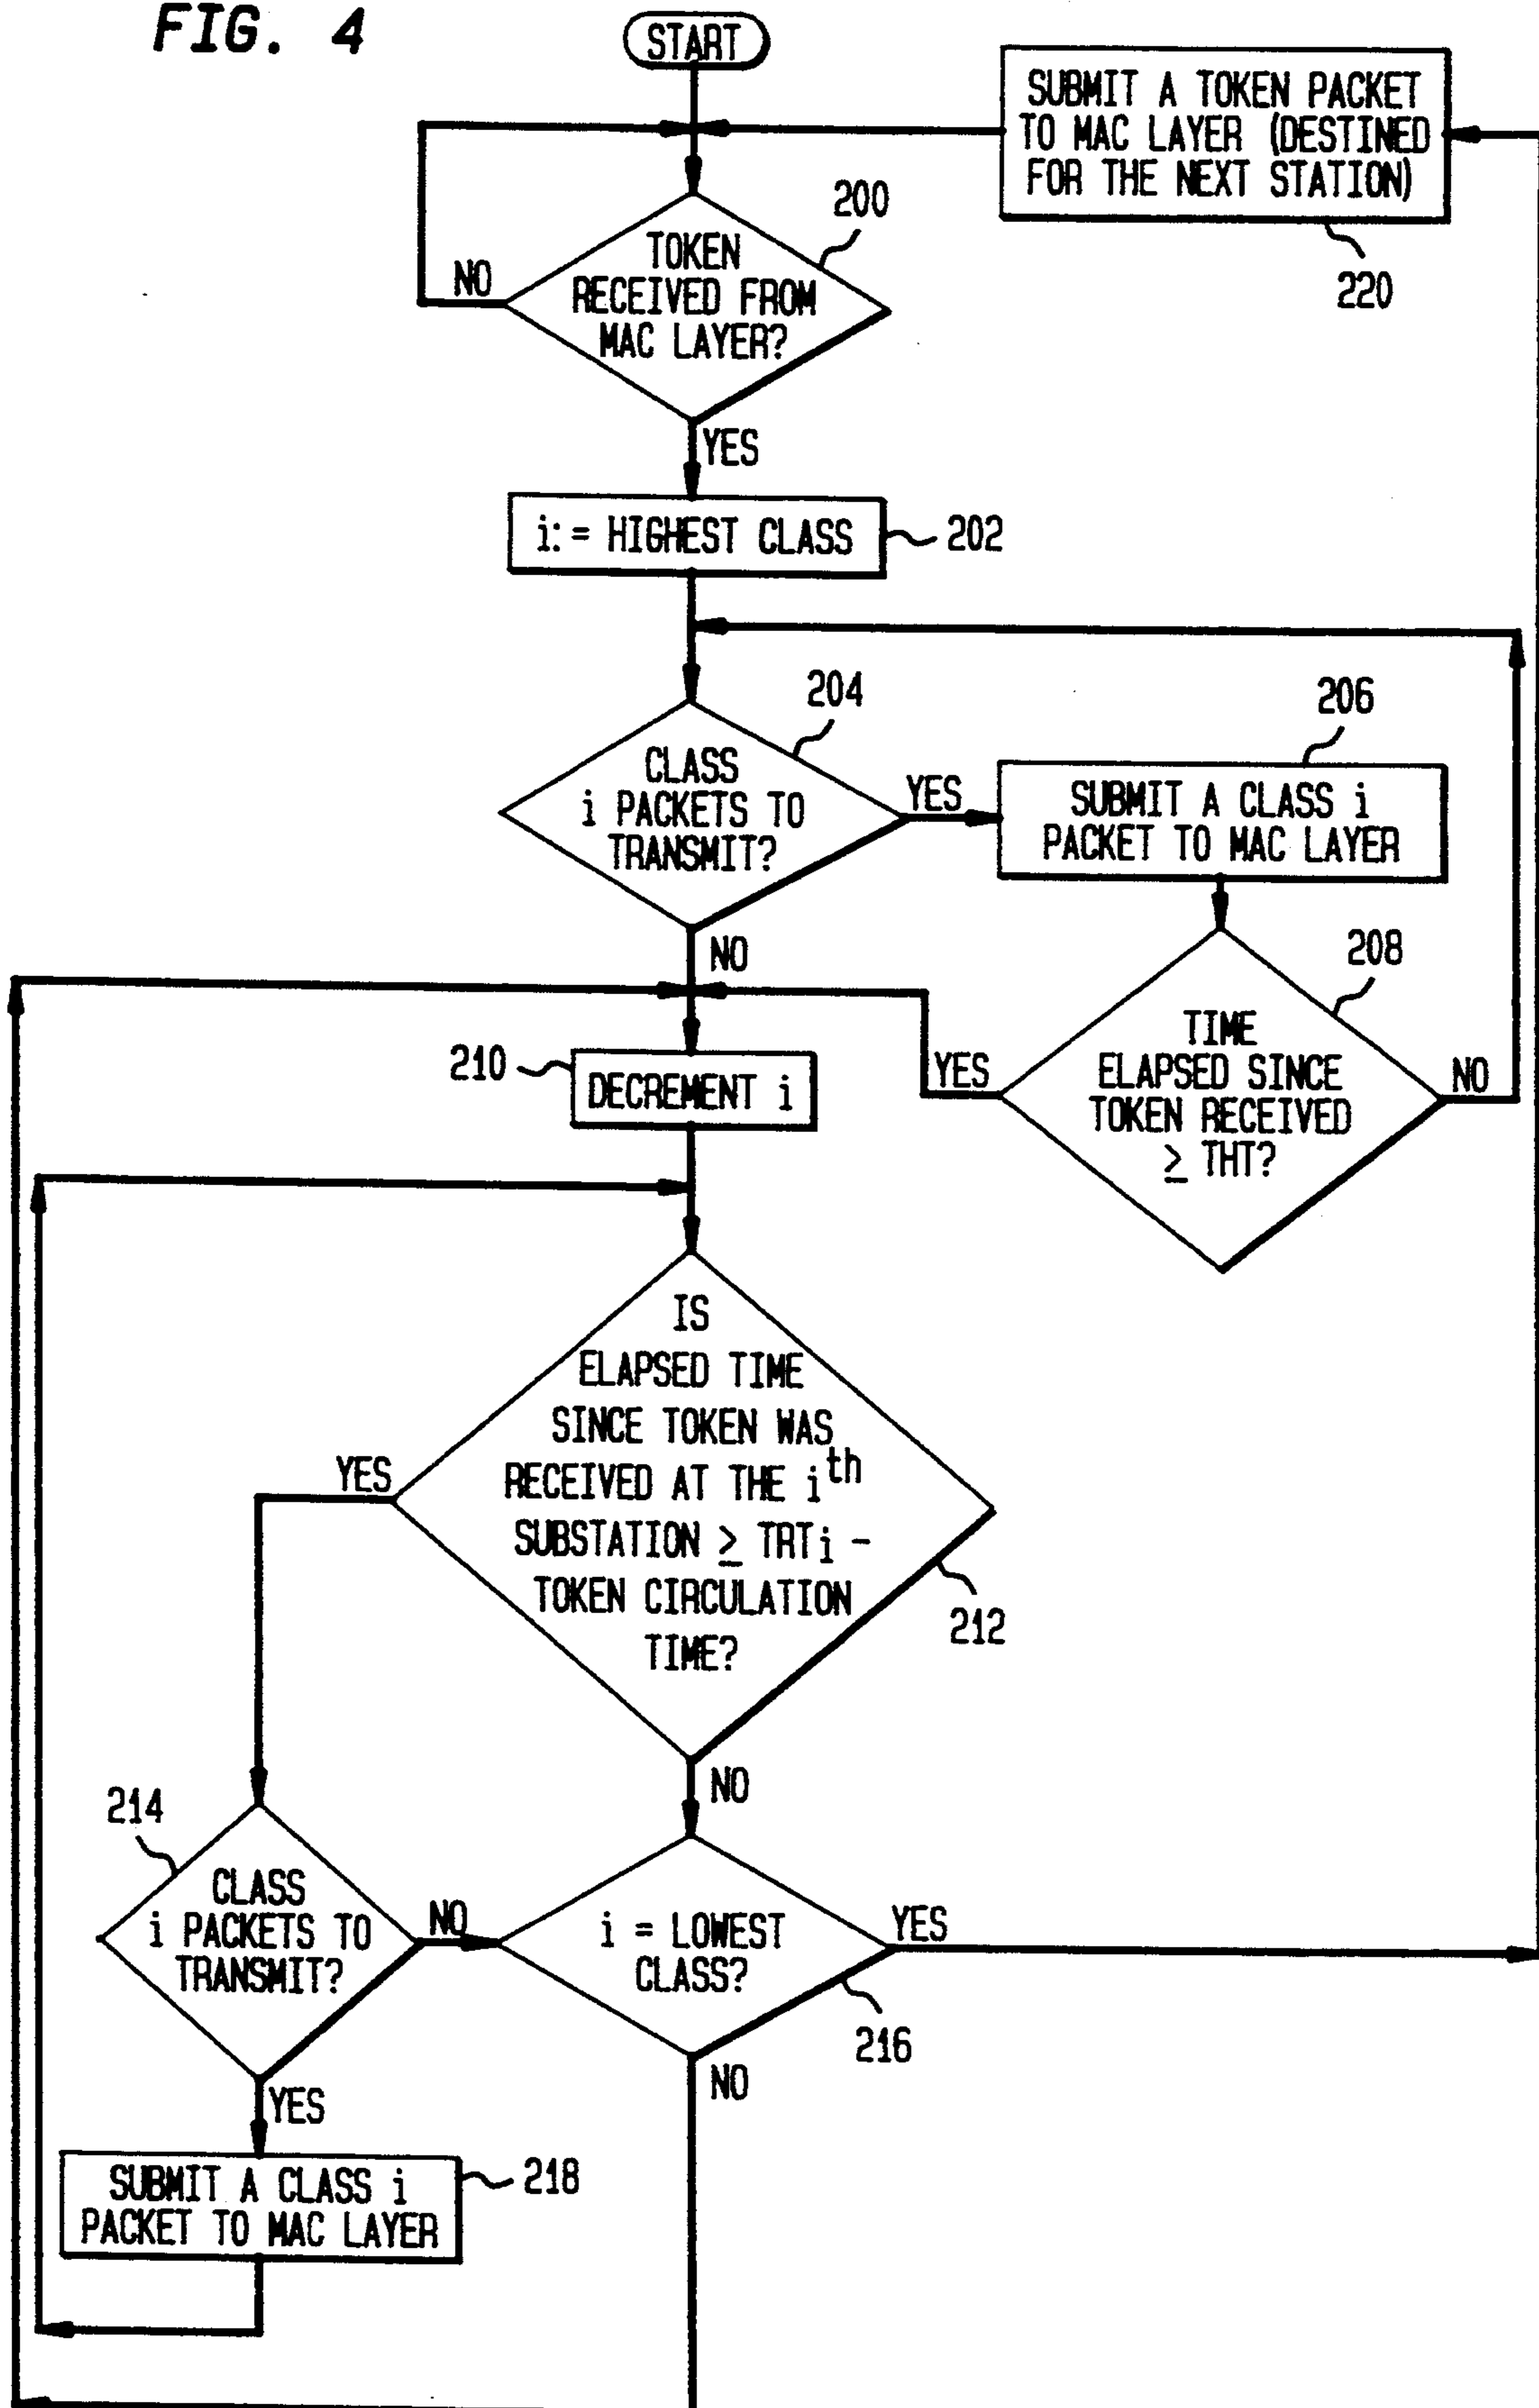 FIG. 4
START
SUBMIT A TOKEN PACKET
TO MAC LAYER (DESTINED
FOR THE NEXT STATION)
220
200
TOKEN
RECEIVED FROM
MAC LAYER?
NO
YES
i: = HIGHEST CLASS
202
204
CLASS
i PACKETS TO
TRANSMIT?
YES
206
SUBMIT A CLASS i
PACKET TO MAC LAYER
NO
208
TIME
ELAPSED SINCE
TOKEN RECEIVED
≥ THT?
YES
NO
210
DECREMENT i
IS
ELAPSED TIME
SINCE TOKEN WAS
RECEIVED AT THE i^th
SUBSTATION ≥ TRTi -
TOKEN CIRCULATION
TIME?
212
YES
NO
214
CLASS
i PACKETS TO
TRANSMIT?
NO
i = LOWEST
CLASS?
YES
216
YES
NO
SUBMIT A CLASS i
PACKET TO MAC LAYER
218